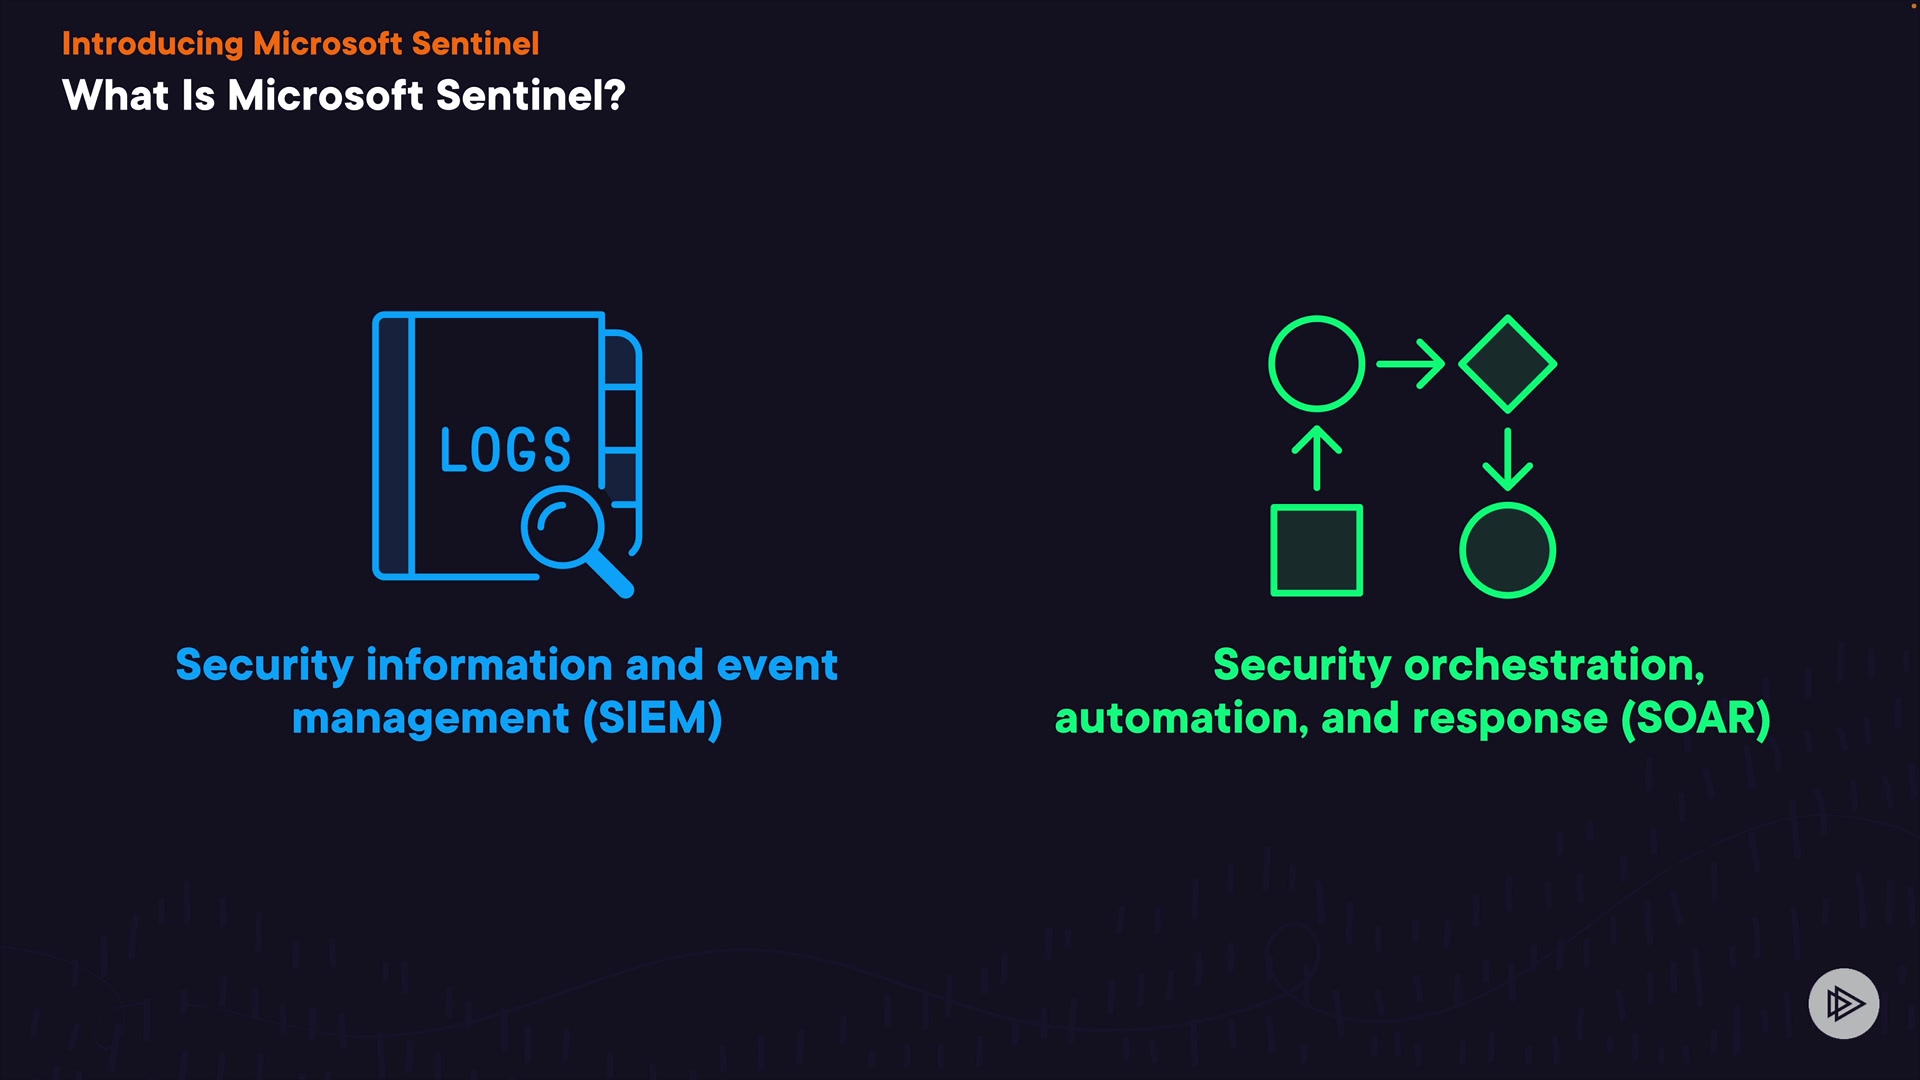 Introducing Microsoft Sentinel
What Is Microsoft Sentinel?
LOGS
Security information and event
management (SIEM)
Security orchestration,
automation, and response (SOAR)